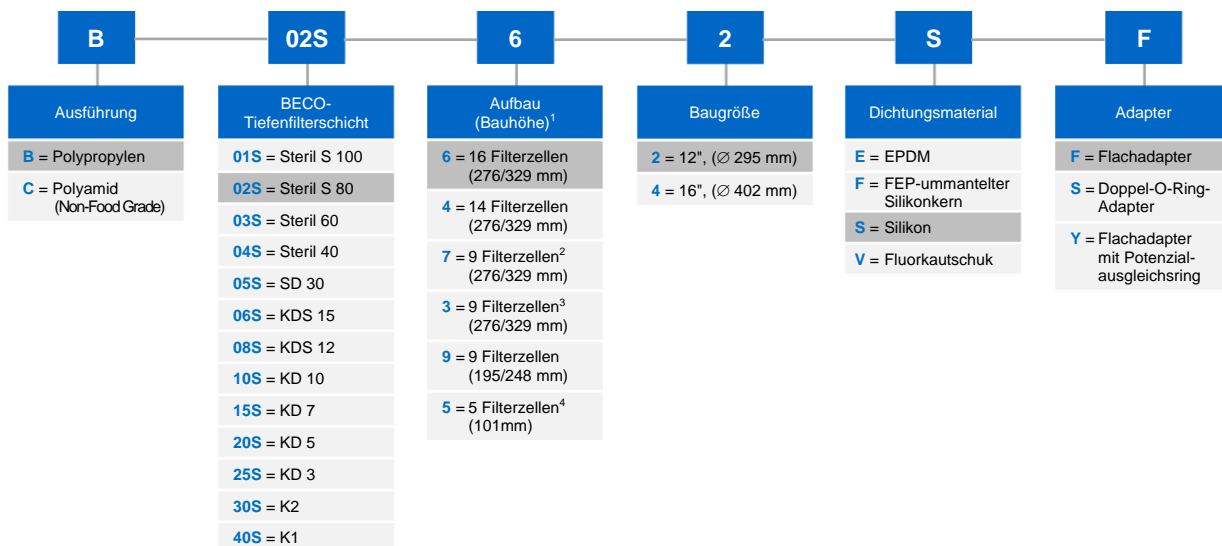 B
02S
6
2
S
F
Ausführung
B = Polypropylen
C = Polyamid
(Non-Food Grade)
BECO-
Tiefenfilterschicht
01S = Steril S 100
02S = Steril S 80
03S = Steril 60
04S = Steril 40
05S = SD 30
06S = KDS 15
08S = KDS 12
10S = KD 10
15S = KD 7
20S = KD 5
25S = KD 3
30S = K2
40S = K1
Aufbau
(Bauhöhe)¹
6 = 16 Filterzellen
(276/329 mm)
4 = 14 Filterzellen
(276/329 mm)
7 = 9 Filterzellen²
(276/329 mm)
3 = 9 Filterzellen³
(276/329 mm)
9 = 9 Filterzellen
(195/248 mm)
5 = 5 Filterzellen⁴
(101mm)
Baugröße
2 = 12", (∅ 295 mm)
4 = 16", (∅ 402 mm)
Dichtungsmaterial
E = EPDM
F = FEP-ummantelter
Silikonkern
S = Silikon
V = Fluorkautschuk
Adapter
F = Flachadapter
S = Doppel-O-Ring-
Adapter
Y = Flachadapter
mit Potenzial-
ausgleichsring